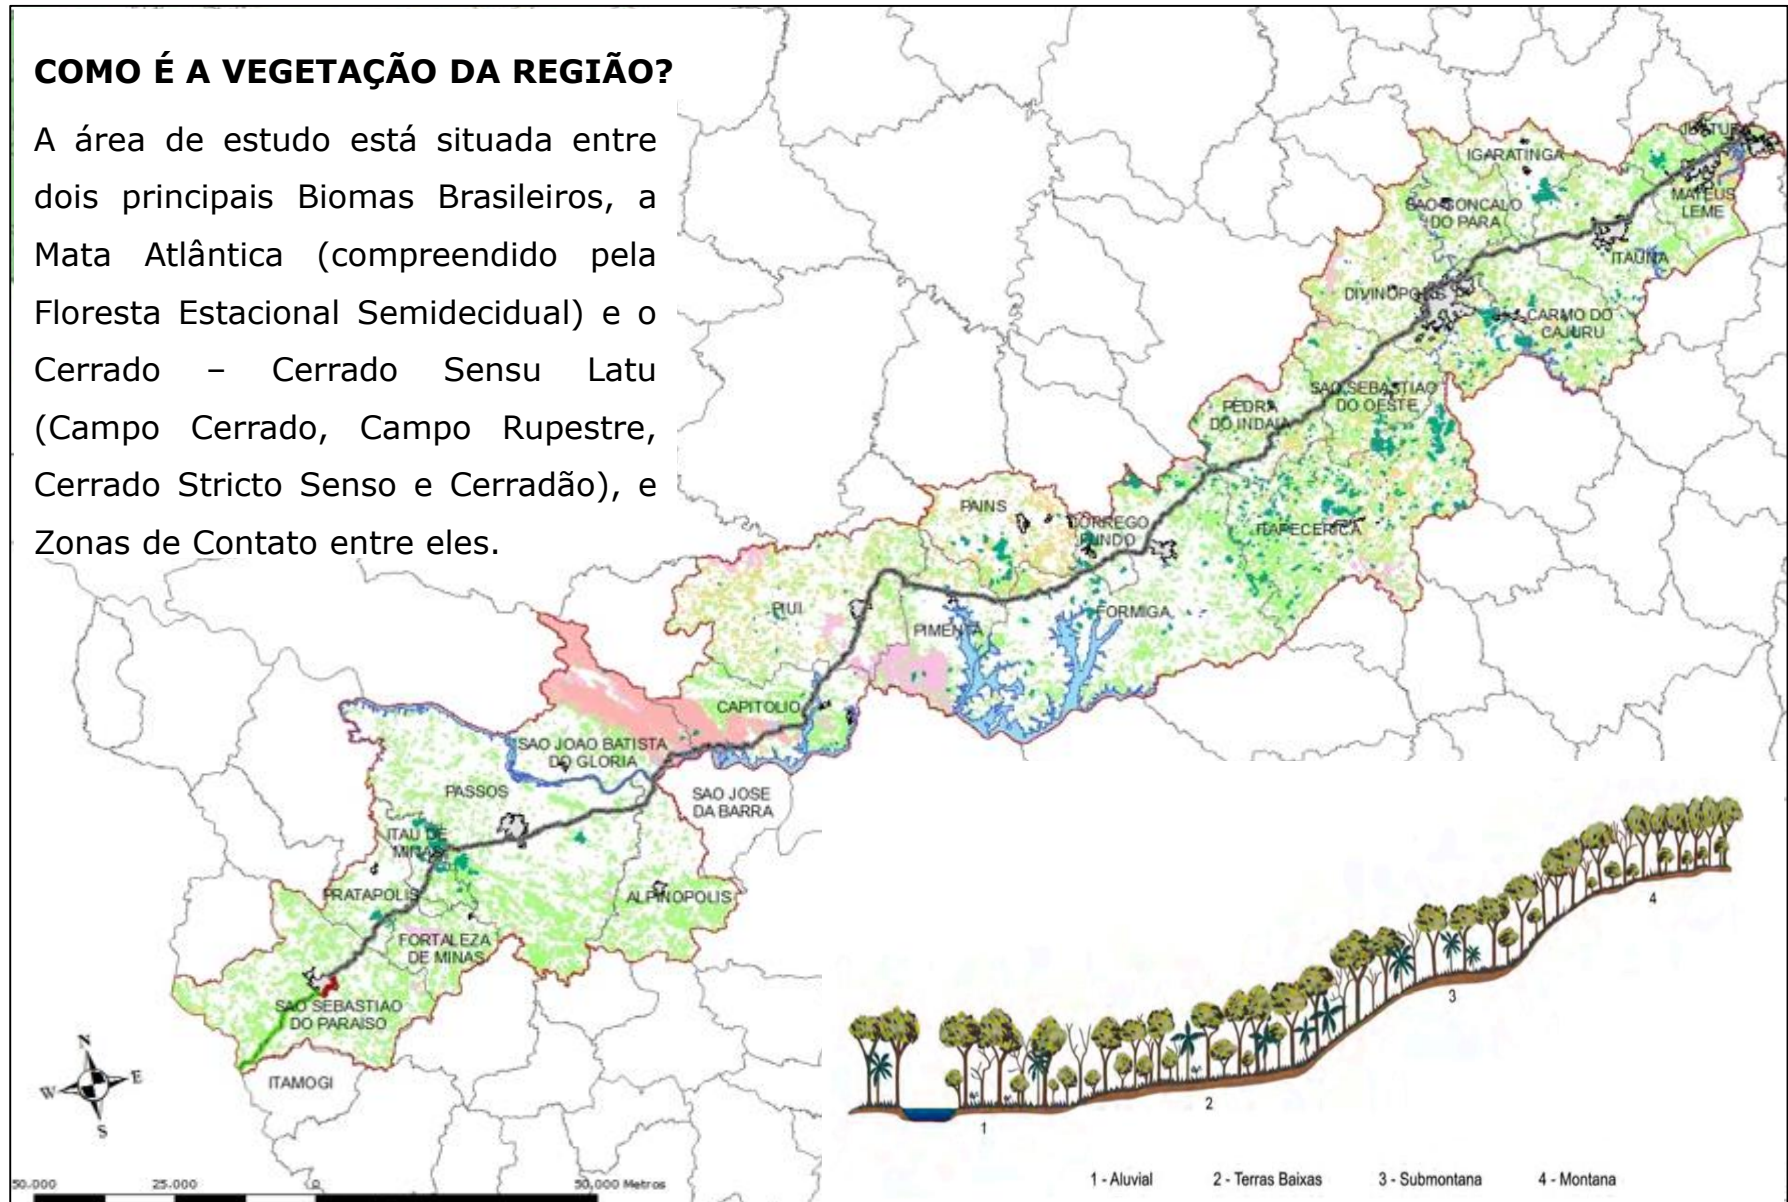 COMO É A VEGETAÇÃO DA REGIÃO?
A área de estudo está situada entre
dois principais Biomas Brasileiros, a
Mata Atlântica (compreendido pela
Floresta Estacional Semidecidual) e o
Cerrado – Cerrado Sensu Latu
(Campo Cerrado, Campo Rupestre,
Cerrado Stricto Senso e Cerradão), e
Zonas de Contato entre eles.
IGARATINGA
MATEUS
LEME
SAO GONCALO
DO PARA
ITAUNA
DIVINOPOLIS
CARMO DO
CAJURU
SAO SEBASTIAO
DO OESTE
PEDRA
DO INDAIA
PAINS
CORREGO
FUNDO
ITAPECERICA
PIUI
PIMENTA
FORMIGA
CAPITOLIO
SAO JOAO BATISTA
DO GLORIA
PASSOS
SAO JOSE
DA BARRA
ITAU DE
MINAS
PRATAPOLIS
ALPINOPOLIS
FORTALEZA
DE MINAS
SAO SEBASTIAO
DO PARAISO
ITAMOGI
N
W
E
S
50.000 25.000 0 50.000 Metros
1
2
3
4
1 - Aluvial 2 - Terras Baixas 3 - Submontana 4 - Montana